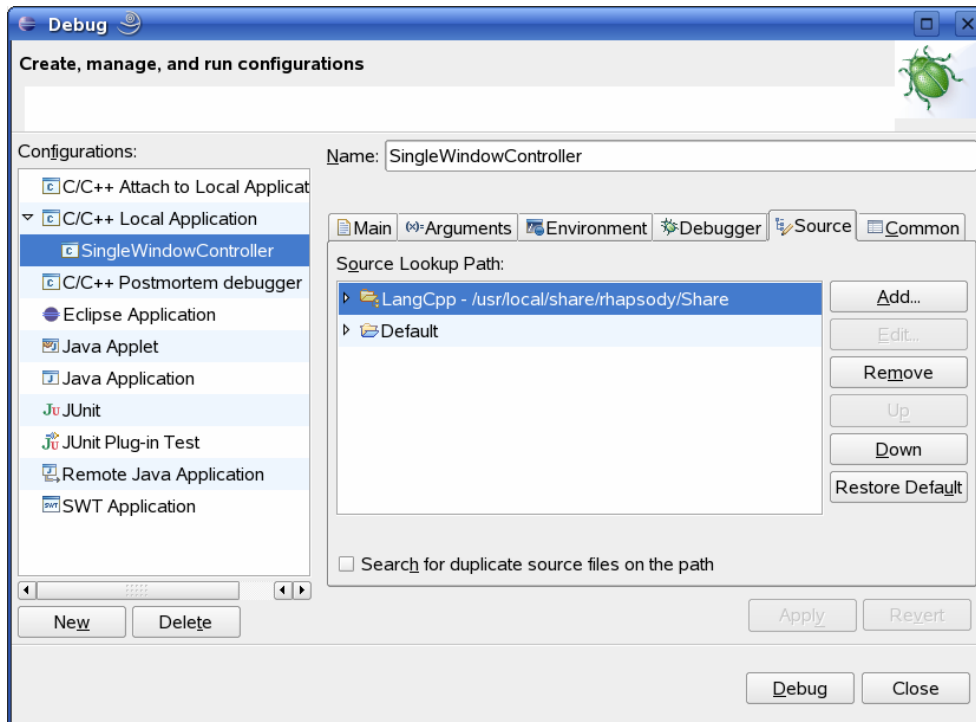 Debug
Create, manage, and run configurations
Configurations:
C/C++ Attach to Local Applicat
C/C++ Local Application
SingleWindowController
C/C++ Postmortem debugger
Eclipse Application
Java Applet
Java Application
Ju JUnit
JUnit Plug-in Test
Remote Java Application
SWT SWT Application
New Delete
Name: SingleWindowController
Main (x)= Arguments Environment Debugger Source Common
Source Lookup Path:
LangCpp - /usr/local/share/rhapsody/Share
Default
Add...
Edit...
Remove
Up
Down
Restore Default
Search for duplicate source files on the path
Apply Revert
Debug Close